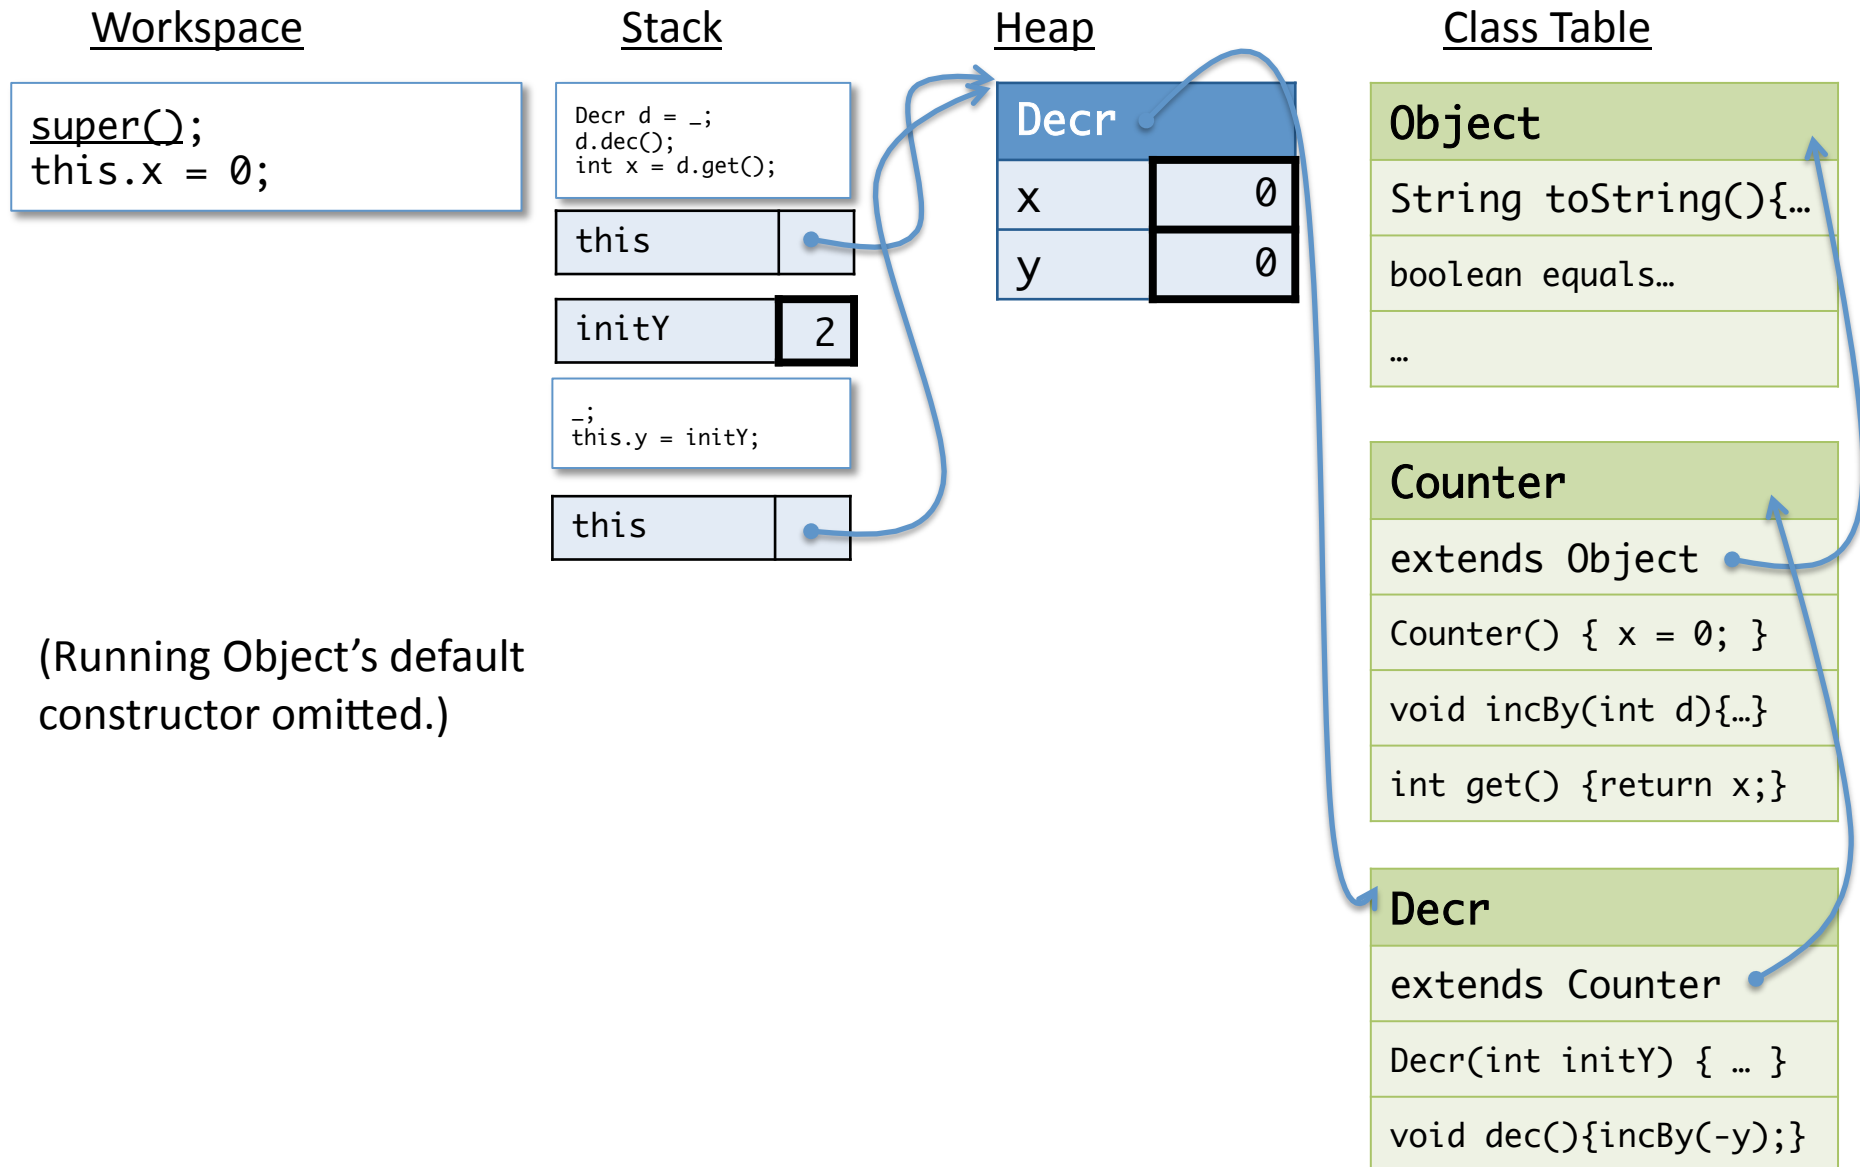 Workspace
super();
this.x = 0;
(Running Object’s default
constructor omitted.)
Stack
Decr d = _;
d.dec();
int x = d.get();
this
initY 2
_;
this.y = initY;
this
Heap
Decr
x 0
y 0
Class Table
Object
String toString(){…
boolean equals…
…
Counter
extends Object
Counter() { x = 0; }
void incBy(int d){…}
int get() {return x;}
Decr
extends Counter
Decr(int initY) { … }
void dec(){incBy(-y);}